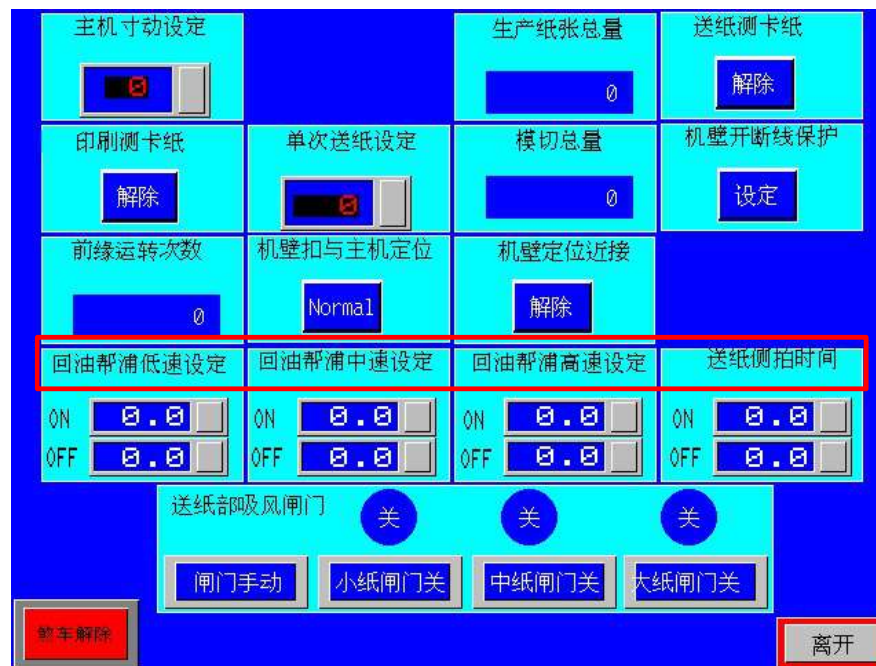 主机寸动设定
生产纸张总量
送纸测卡纸
0
0
解除
印刷测卡纸
单次送纸设定
模切总量
机壁开断线保护
解除
0
0
设定
前缘运转次数
机壁扣与主机定位
机壁定位近接
0
Normal
解除
回油帮浦低速设定
回油帮浦中速设定
回油帮浦高速设定
送纸侧拍时间
ON 0.0
ON 0.0
ON 0.0
ON 0.0
OFF 0.0
OFF 0.0
OFF 0.0
OFF 0.0
送纸部吸风闸门
关
关
关
闸门手动
小纸闸门关
中纸闸门关
大纸闸门关
煞车解除
离开